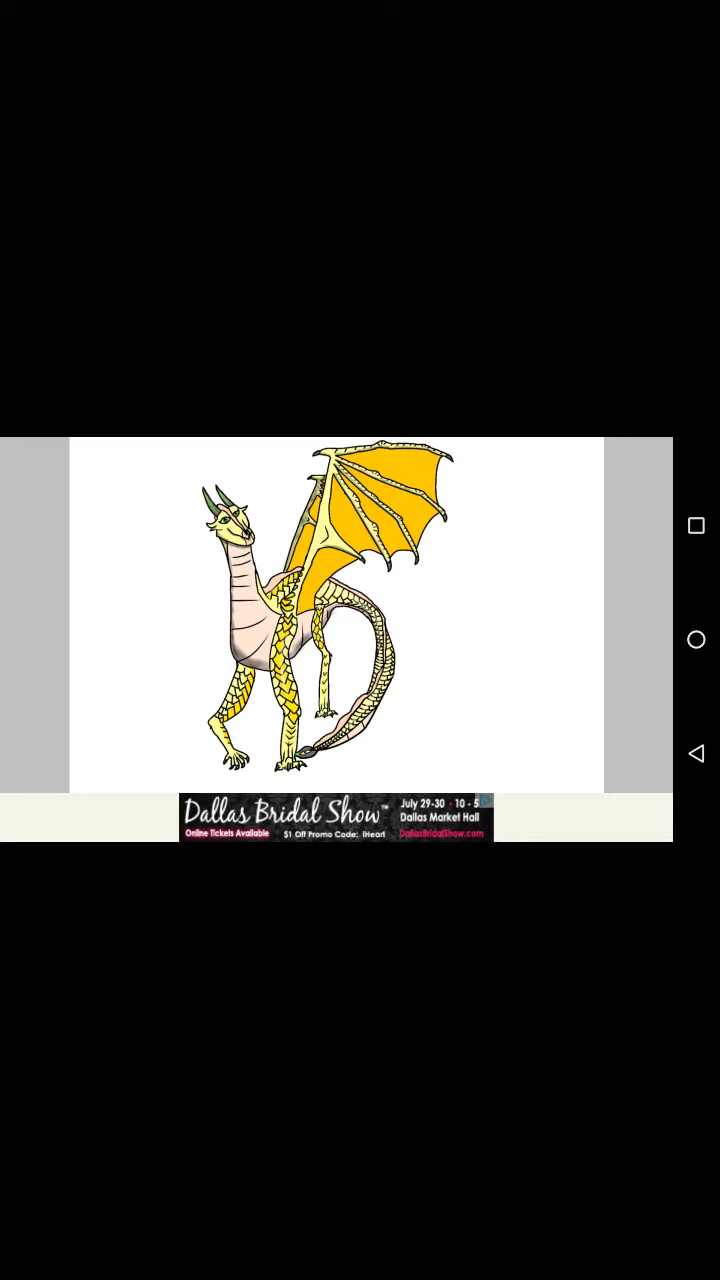 Dallas Bridal Show™
Online Tickets Available
$1 Off Promo Code: iHeart
July 29-30 • 10 - 5
Dallas Market Hall
DallasBridalShow.com